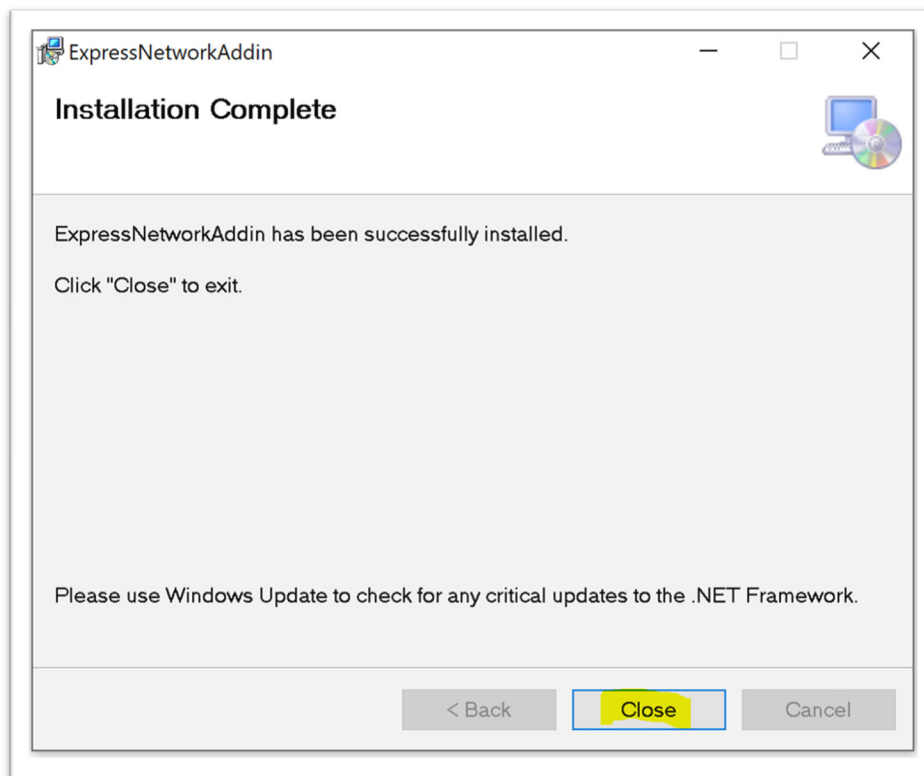 ExpressNetworkAddin
Installation Complete
ExpressNetworkAddin has been successfully installed.
Click "Close" to exit.
Please use Windows Update to check for any critical updates to the .NET Framework.
< Back
Close
Cancel